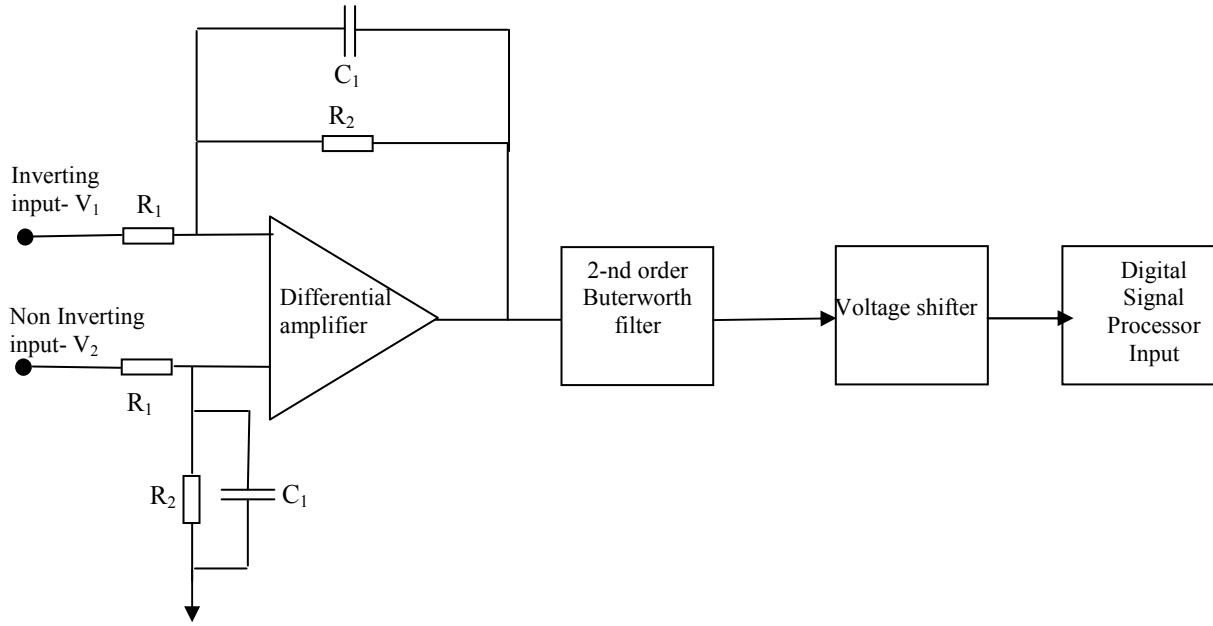 C₁
R₂
Inverting
input- V₁
R₁
Differential
amplifier
2-nd order
Buterworth
filter
Voltage shifter
Digital
Signal
Processor
Input
Non Inverting
input- V₂
R₁
R₂
C₁